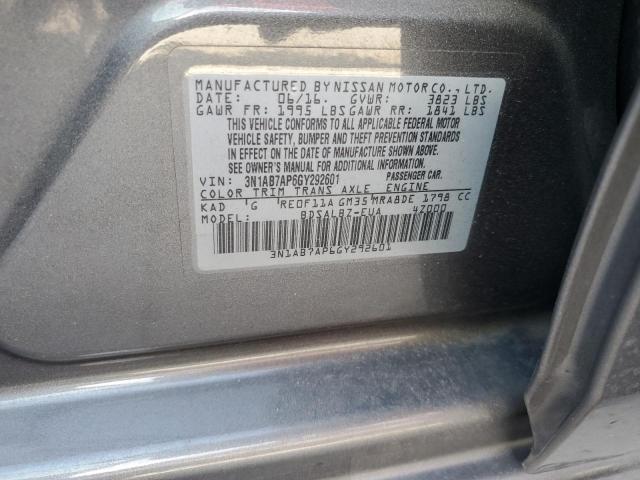 MANUFACTURED BY NISSAN MOTOR CO., LTD.
DATE: 06/16. GVWR: 3823 LBS
GAWR FR: 1995 LBS GAWR RR: 1841 LBS
THIS VEHICLE CONFORMS TO ALL APPLICABLE FEDERAL MOTOR
VEHICLE SAFETY, BUMPER AND THEFT PREVENTION STANDARDS
IN EFFECT ON THE DATE OF MANUFACTURE SHOWN ABOVE.
SEE OWNER'S MANUAL FOR ADDITIONAL INFORMATION.
VIN: 3N1AB7AP6GY292601 PASSENGER CAR.
COLOR TRIM TRANS AXLE ENGINE
KAD G RE0F11A GM35 MRA8DE 1798 CC
BDSALBZ-EUA 4Z000
3N1AB7AP6GY292601